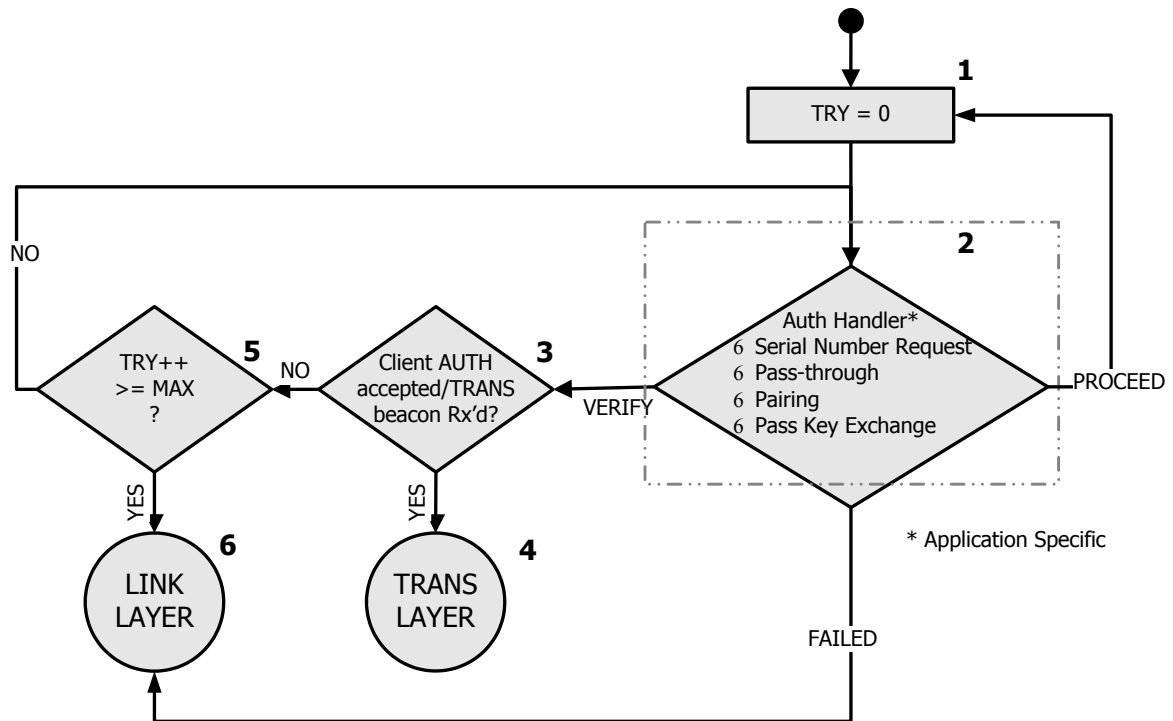 1
TRY = 0
2
NO
Auth Handler*
6 Serial Number Request
6 Pass-through
6 Pairing
6 Pass Key Exchange
PROCEED
VERIFY
3
Client AUTH
accepted/TRANS
beacon Rx'd?
NO
5
TRY++
>= MAX
?
YES
YES
6
LINK
LAYER
4
TRANS
LAYER
* Application Specific
FAILED